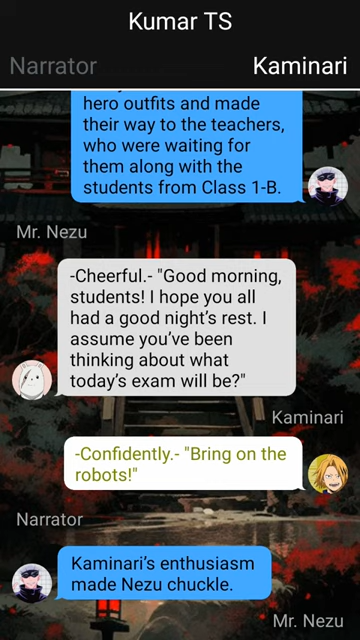 Kumar TS
Narrator
Kaminari
hero outfits and made
their way to the teachers,
who were waiting for
them along with the
students from Class 1-B.
Mr. Nezu
-Cheerful.- "Good morning,
students! I hope you all
had a good night’s rest. I
assume you’ve been
thinking about what
today’s exam will be?"
Kaminari
-Confidently.- "Bring on the
robots!"
Narrator
Kaminari’s enthusiasm
made Nezu chuckle.
Mr. Nezu